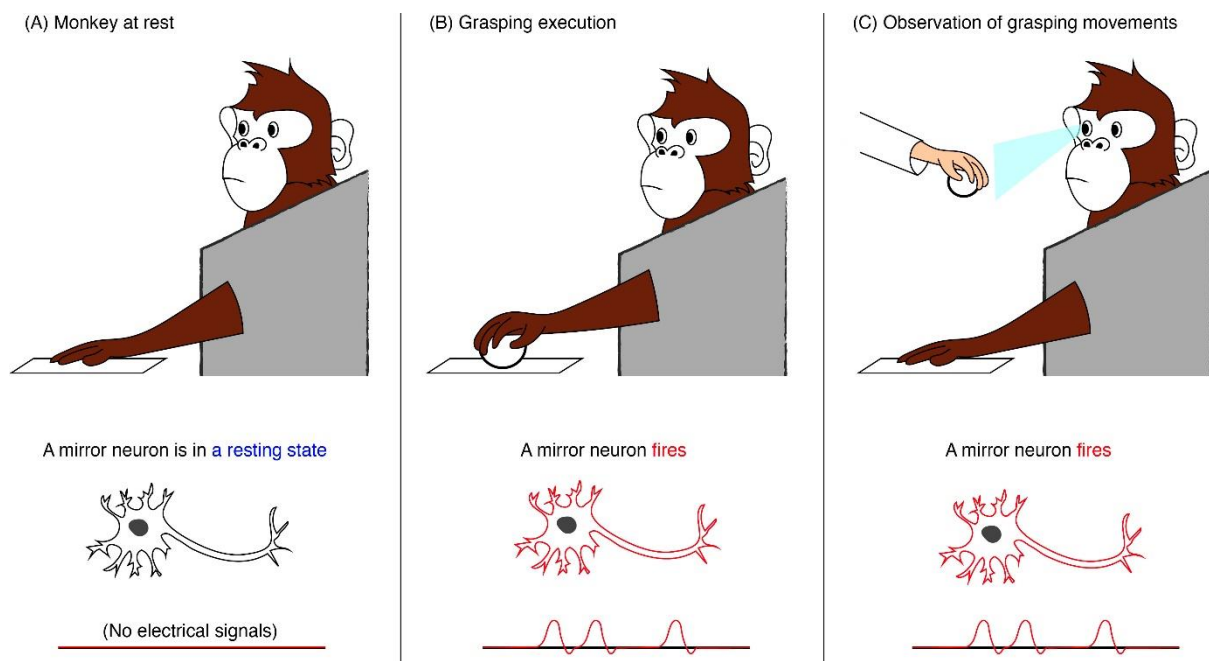 (A) Monkey at rest
(B) Grasping execution
(C) Observation of grasping movements
A mirror neuron is in a resting state
A mirror neuron fires
A mirror neuron fires
(No electrical signals)